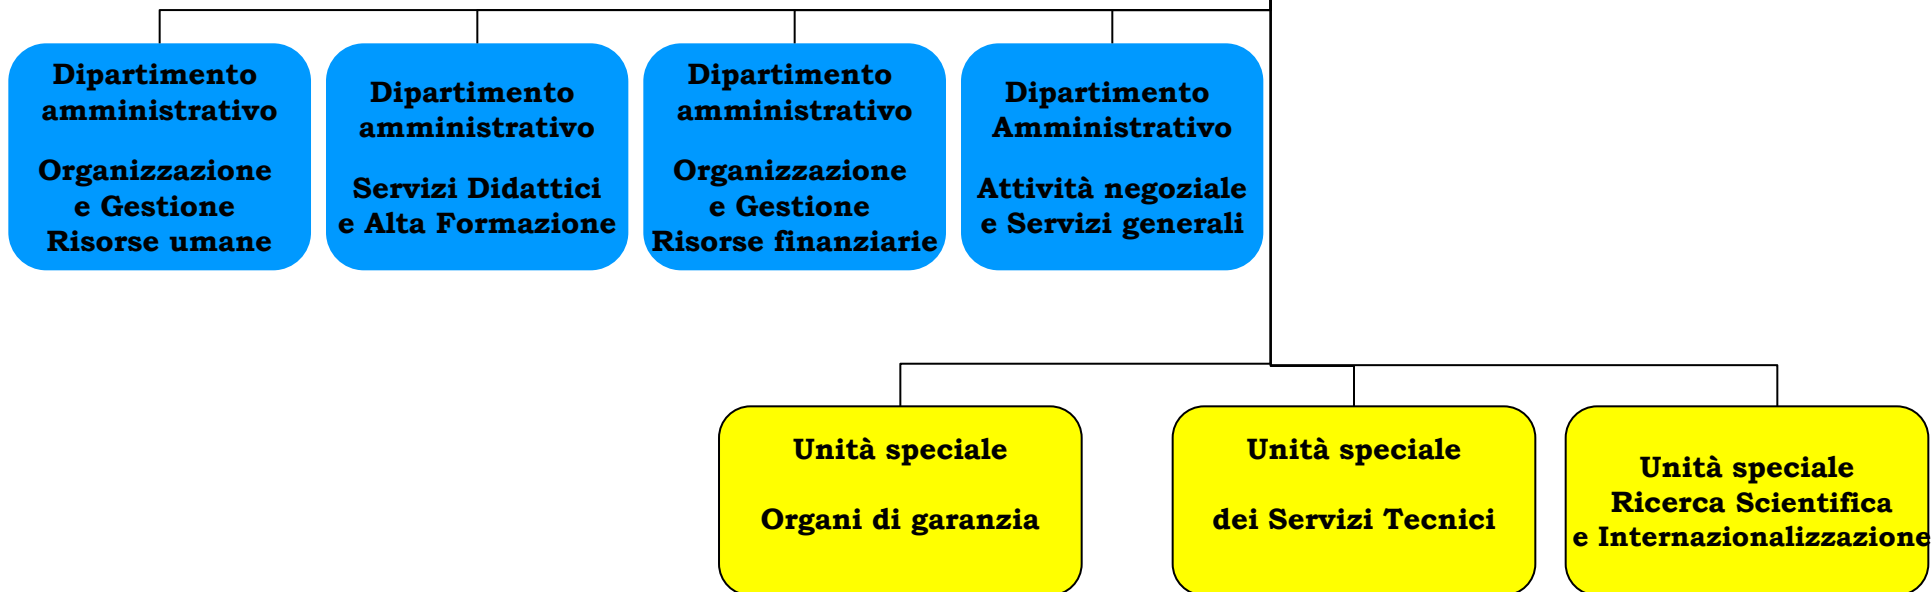 Dipartimento
amministrativo
Organizzazione
e Gestione
Risorse umane
Dipartimento
amministrativo
Servizi Didattici
e Alta Formazione
Dipartimento
amministrativo
Organizzazione
e Gestione
Risorse finanziarie
Dipartimento
Amministrativo
Attività negoziale
e Servizi generali
Unità speciale
Organi di garanzia
Unità speciale
dei Servizi Tecnici
Unità speciale
Ricerca Scientifica
e Internazionalizzazione